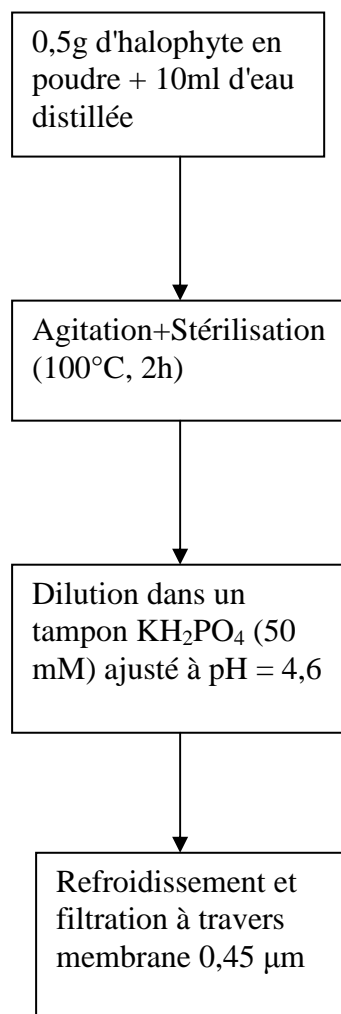 0,5g d'halophyte en
poudre + 10ml d'eau
distillée
Agitation+Stérilisation
(100°C, 2h)
Dilution dans un
tampon KH₂PO₄ (50
mM) ajusté à pH = 4,6
Refroidissement et
filtration à travers
membrane 0,45 µm